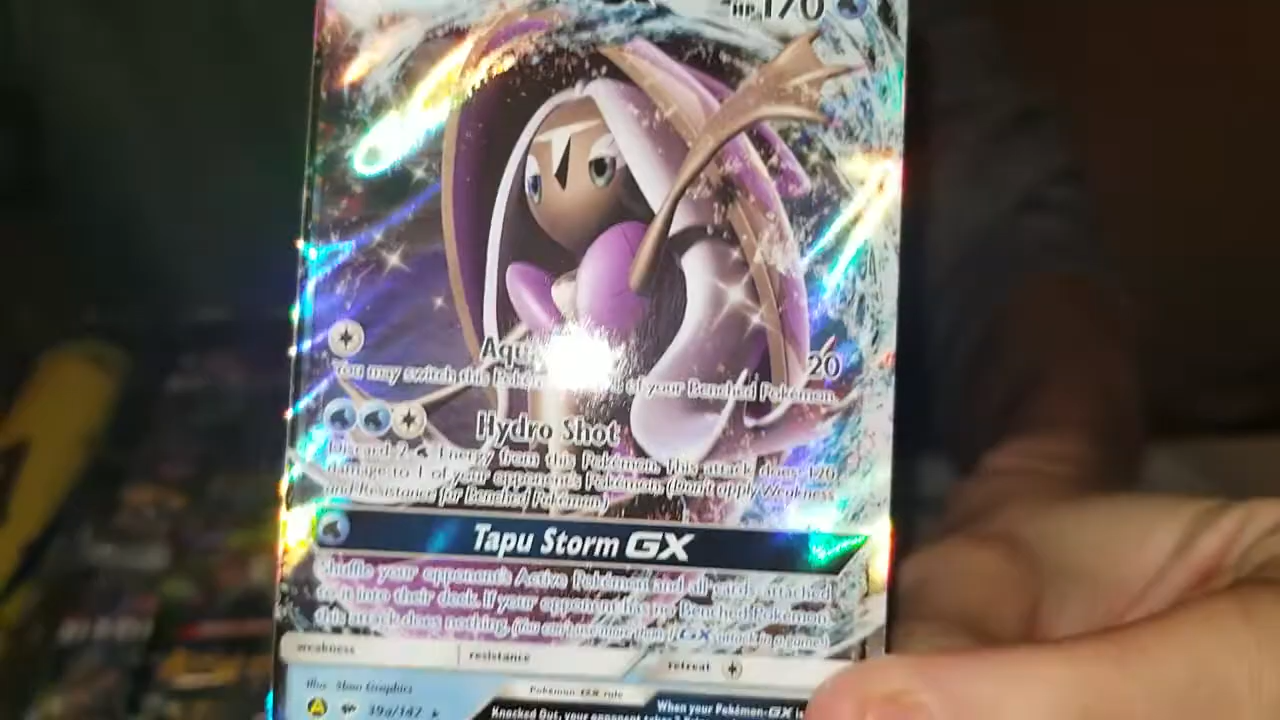 HP 170
Aqu
20
You may switch this Pokémon of your Benched Pokémon.
Hydro Shot
Discard 2 Energy from this Pokémon. This attack does 120
damage to 1 of your opponent's Pokémon. (Don't apply Weakness
and Resistance for Benched Pokémon.)
Tapu Storm GX
Shuffle your opponent's Active Pokémon and all cards attached
to it into their deck. If your opponent has no Benched Pokémon
this attack does nothing. (You can't use more than 1 GX attack in a game.)
weakness
resistance
retreat
Illus. 5ban Graphics
Pokémon-GX rule
When your Pokémon-GX is
A 39a/147
Knocked Out, your opponent takes 2